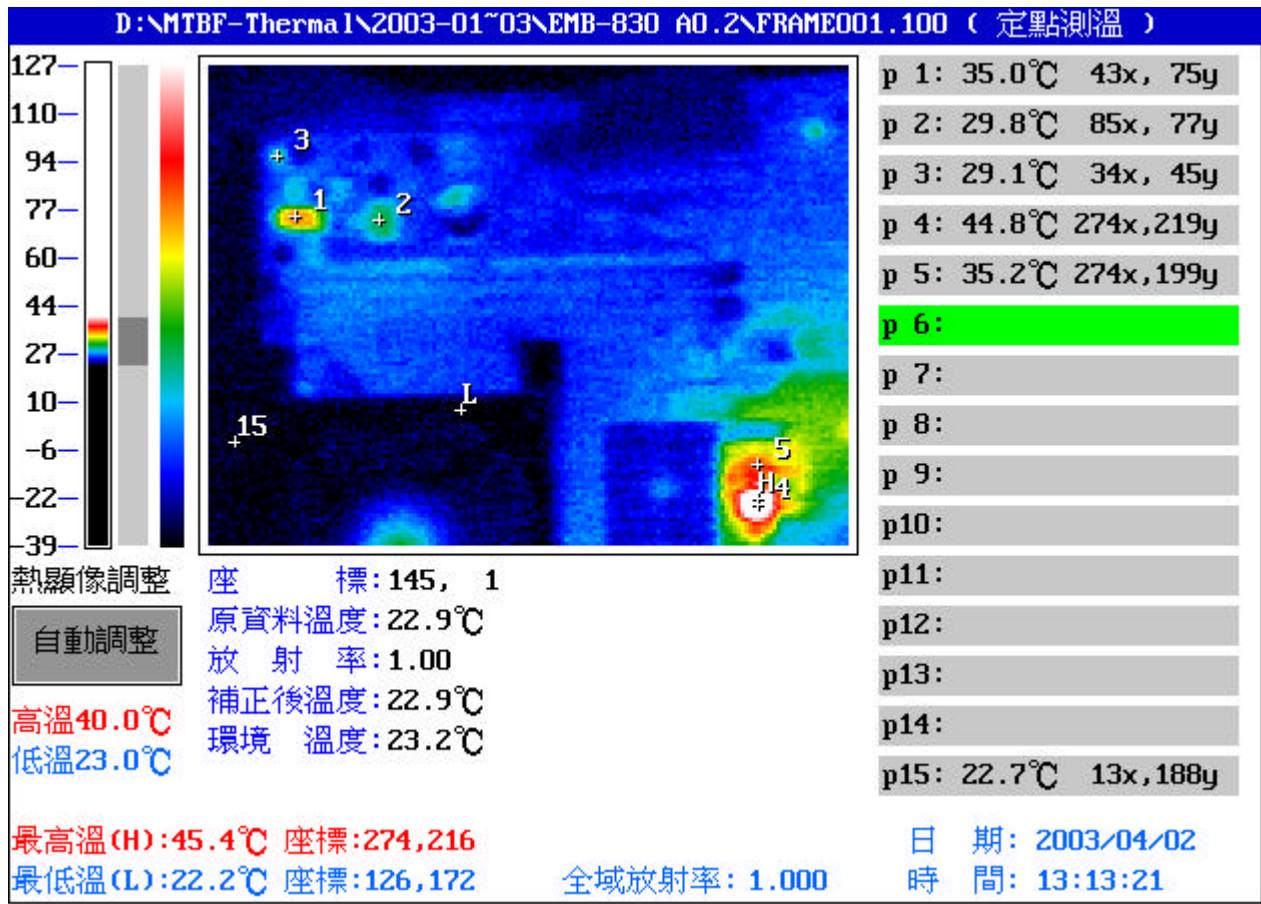 D:\MTBF-Thermal\2003-01~03\EMB-830 A0.2\FRAME001.100 ( 定點測溫 )
127
110
94
77
60
44
27
10
-6
-22
-39
3
1
2
L
15
5
H4
熱顯像調整
自動調整
高溫40.0℃
低溫23.0℃
座 標:145, 1
原資料溫度:22.9℃
放 射 率:1.00
補正後溫度:22.9℃
環境 溫度:23.2℃
p 1: 35.0℃ 43x, 75y
p 2: 29.8℃ 85x, 77y
p 3: 29.1℃ 34x, 45y
p 4: 44.8℃ 274x,219y
p 5: 35.2℃ 274x,199y
p 6:
p 7:
p 8:
p 9:
p10:
p11:
p12:
p13:
p14:
p15: 22.7℃ 13x,188y
最高溫(H):45.4℃ 座標:274,216
最低溫(L):22.2℃ 座標:126,172
全域放射率: 1.000
日 期: 2003/04/02
時 間: 13:13:21